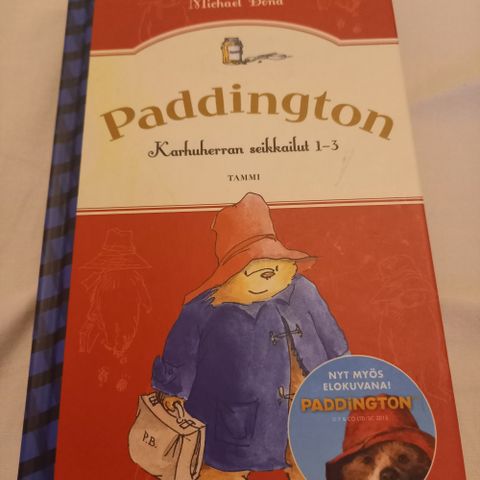 Michael Bond
Paddington
Karhuherran seikkailut 1–3
TAMMI
P.B.
NYT MYÖS
ELOKUVANA!
PADDINGTON